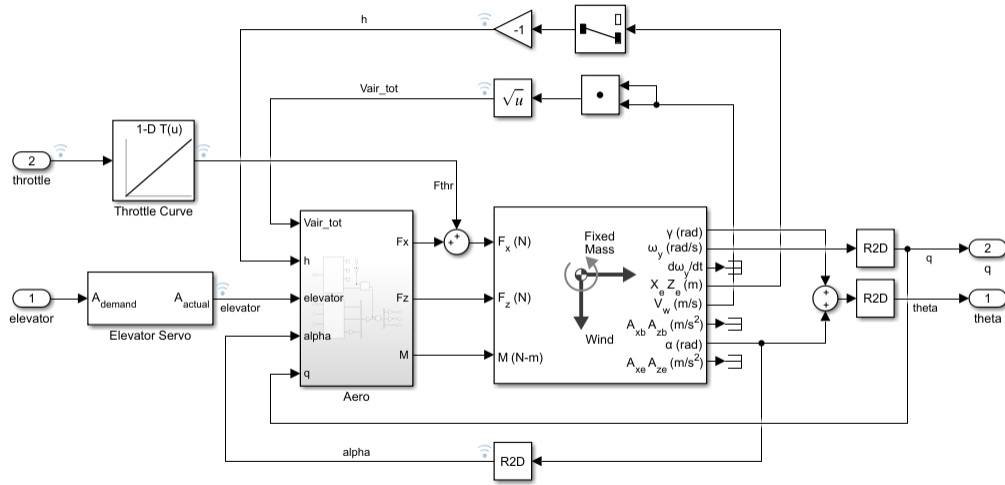 h
-1
Vair_tot
√u
1-D T(u)
2
throttle
Throttle Curve
Fthr
Vair_tot
h
elevator
alpha
q
Fx
Fz
M
Aero
1
elevator
A_demand
A_actual
elevator
Elevator Servo
+
+
F_x (N)
F_z (N)
M (N-m)
Fixed
Mass
Wind
γ (rad)
ω_y (rad/s)
dω_y/dt
X_e Z_e (m)
V_w (m/s)
A_xb A_zb (m/s²)
α (rad)
A_xe A_ze (m/s²)
+
+
R2D
q
2
q
R2D
theta
1
theta
alpha
R2D